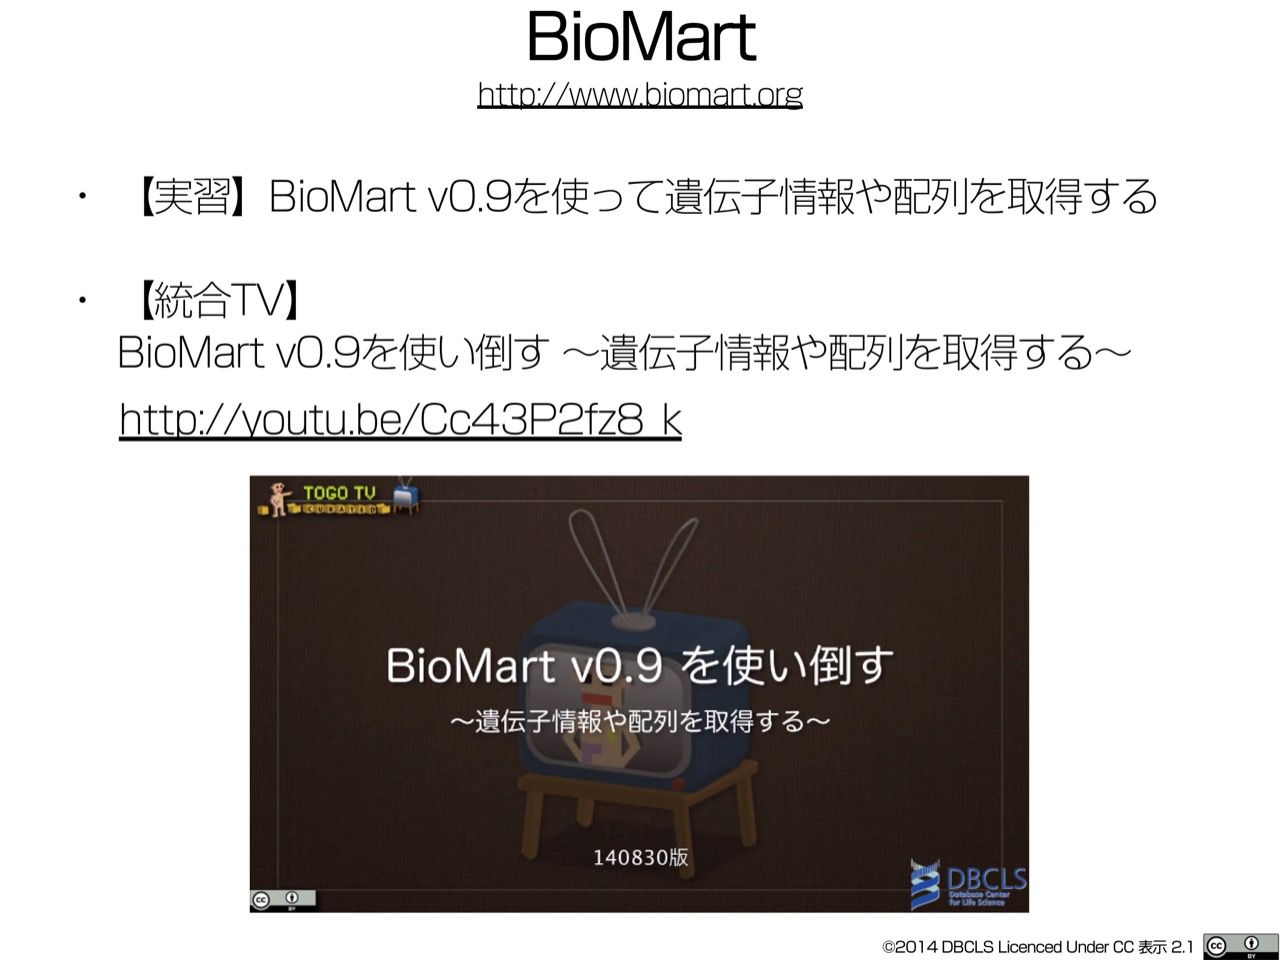 BioMart
http://www.biomart.org
・ 【実習】BioMart v0.9を使って遺伝子情報や配列を取得する
・ 【統合TV】
BioMart v0.9を使い倒す 〜遺伝子情報や配列を取得する〜
http://youtu.be/Cc43P2fz8_k
TOGO TV
CURATED
BioMart v0.9 を使い倒す
〜遺伝子情報や配列を取得する〜
140830版
DBCLS
Database Center
for Life Science
cc
BY
©2014 DBCLS Licenced Under CC 表示 2.1
cc
BY